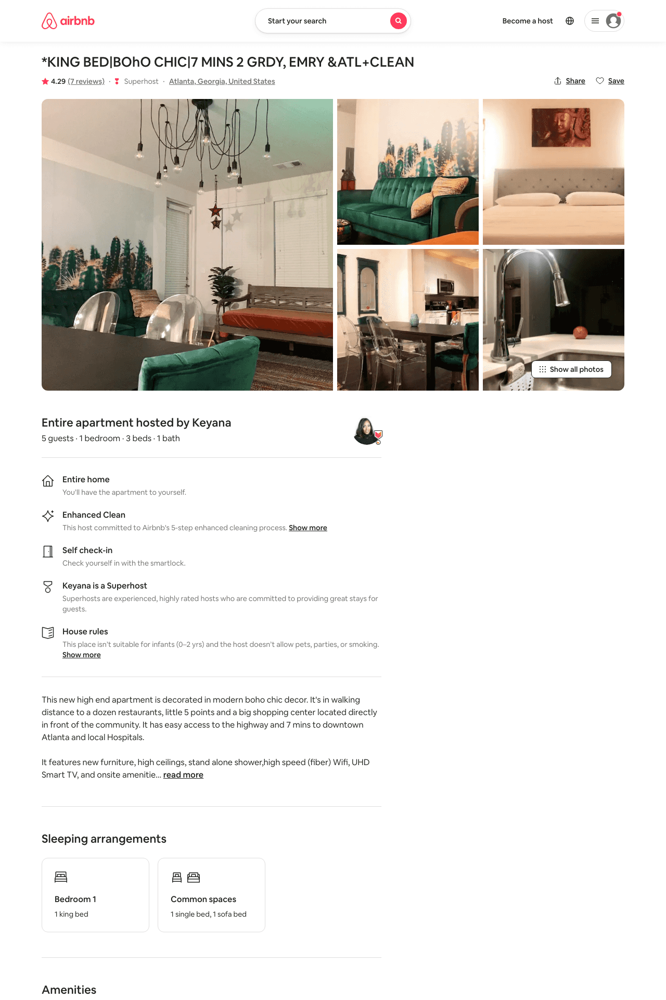 airbnb
Start your search
Become a host
*KING BED|BOhO CHIC|7 MINS 2 GRDY, EMRY &ATL+CLEAN
4.29 (7 reviews) · Superhost · Atlanta, Georgia, United States
Share
Save
Show all photos
Entire apartment hosted by Keyana
5 guests · 1 bedroom · 3 beds · 1 bath
Entire home
You’ll have the apartment to yourself.
Enhanced Clean
This host committed to Airbnb's 5-step enhanced cleaning process. Show more
Self check-in
Check yourself in with the smartlock.
Keyana is a Superhost
Superhosts are experienced, highly rated hosts who are committed to providing great stays for
guests.
House rules
This place isn’t suitable for infants (0–2 yrs) and the host doesn’t allow pets, parties, or smoking.
Show more
This new high end apartment is decorated in modern boho chic decor. It's in walking
distance to a dozen restaurants, little 5 points and a big shopping center located directly
in front of the community. It has easy access to the highway and 7 mins to downtown
Atlanta and local Hospitals.
It features new furniture, high ceilings, stand alone shower,high speed (fiber) Wifi, UHD
Smart TV, and onsite amenitie... read more
Sleeping arrangements
Bedroom 1
1 king bed
Common spaces
1 single bed, 1 sofa bed
Amenities